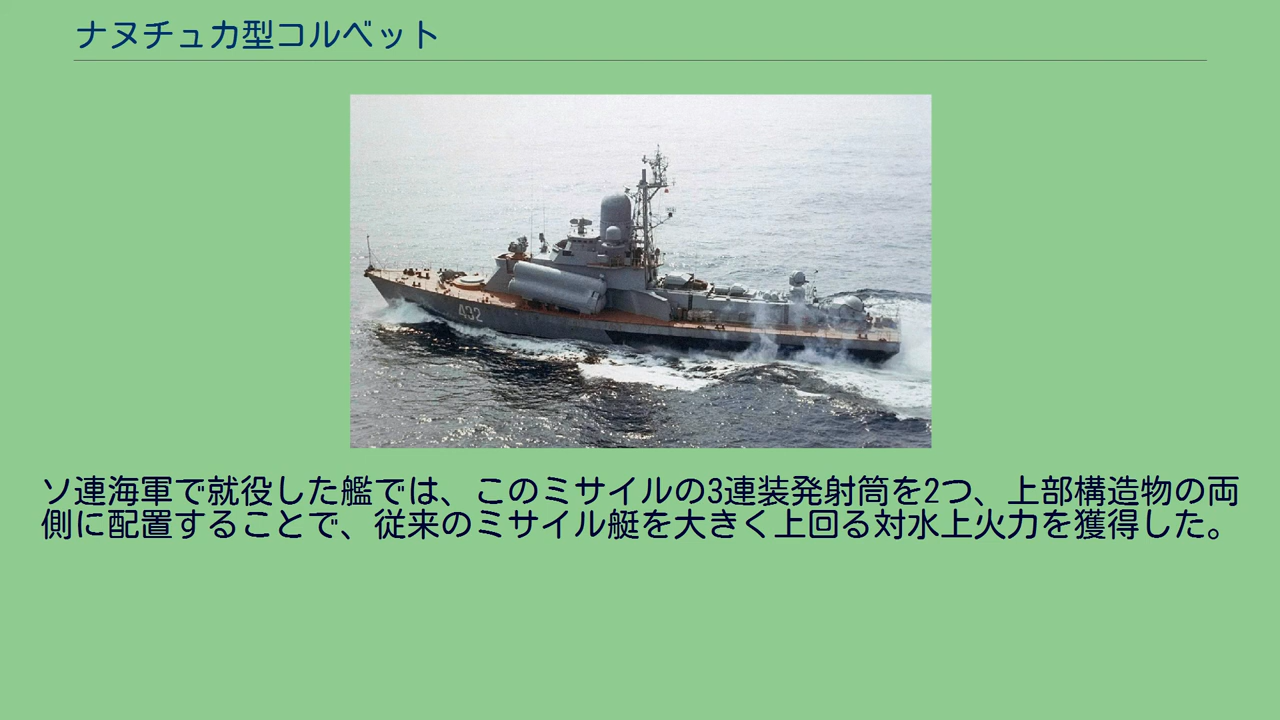 ナヌチュカ型コルベット
432
ソ連海軍で就役した艦では、このミサイルの3連装発射筒を2つ、上部構造物の両
側に配置することで、従来のミサイル艇を大きく上回る対水上火力を獲得した。